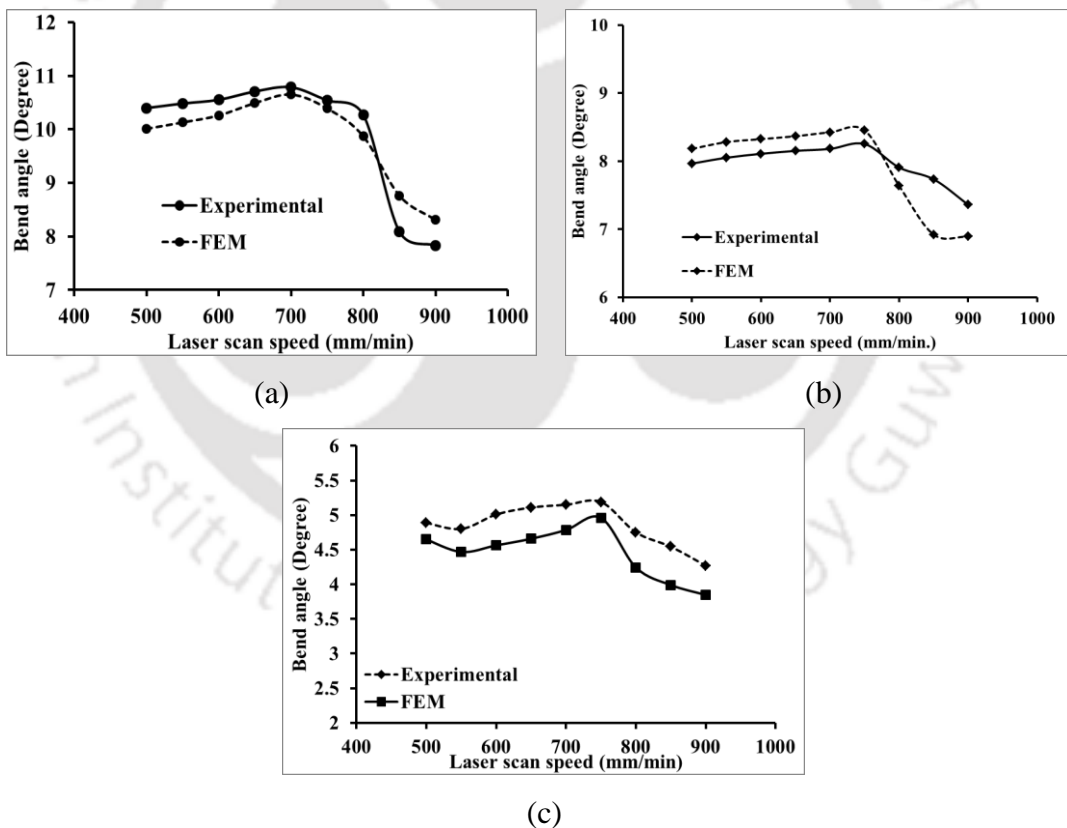 12
11
10
9
8
7
Bend angle (Degree)
Experimental
FEM
400 500 600 700 800 900 1000
Laser scan speed (mm/min)
(a)
10
9
8
7
6
Bend angle (Degree)
Experimental
FEM
400 500 600 700 800 900 1000
Laser scan speed (mm/min.)
(b)
6
5.5
5
4.5
4
3.5
3
2.5
2
Bend angle (Degree)
Experimental
FEM
400 500 600 700 800 900 1000
Laser scan speed (mm/min)
(c)